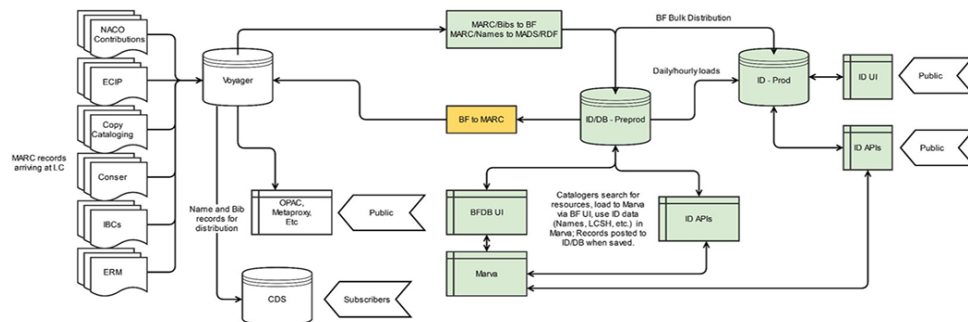 NACO
Contributions
ECIP
Copy
Cataloging
MARC records
arriving at LC
Conser
IBCs
ERM
Voyager
MARC/Bibs to BF
MARC/Names to MADS/RDF
BF to MARC
BF Bulk Distribution
Daily/hourly loads
ID/DB - Preprod
ID - Prod
ID UI
Public
ID APIs
Public
Name and Bib
records for
distribution
OPAC,
Metaproxy,
Etc
Public
BFDB UI
Catalogers search for
resources, load to Marva
via BF UI, use ID data
(Names, LCSH, etc.) in
Marva; Records posted to
ID/DB when saved.
ID APIs
Marva
CDS
Subscribers